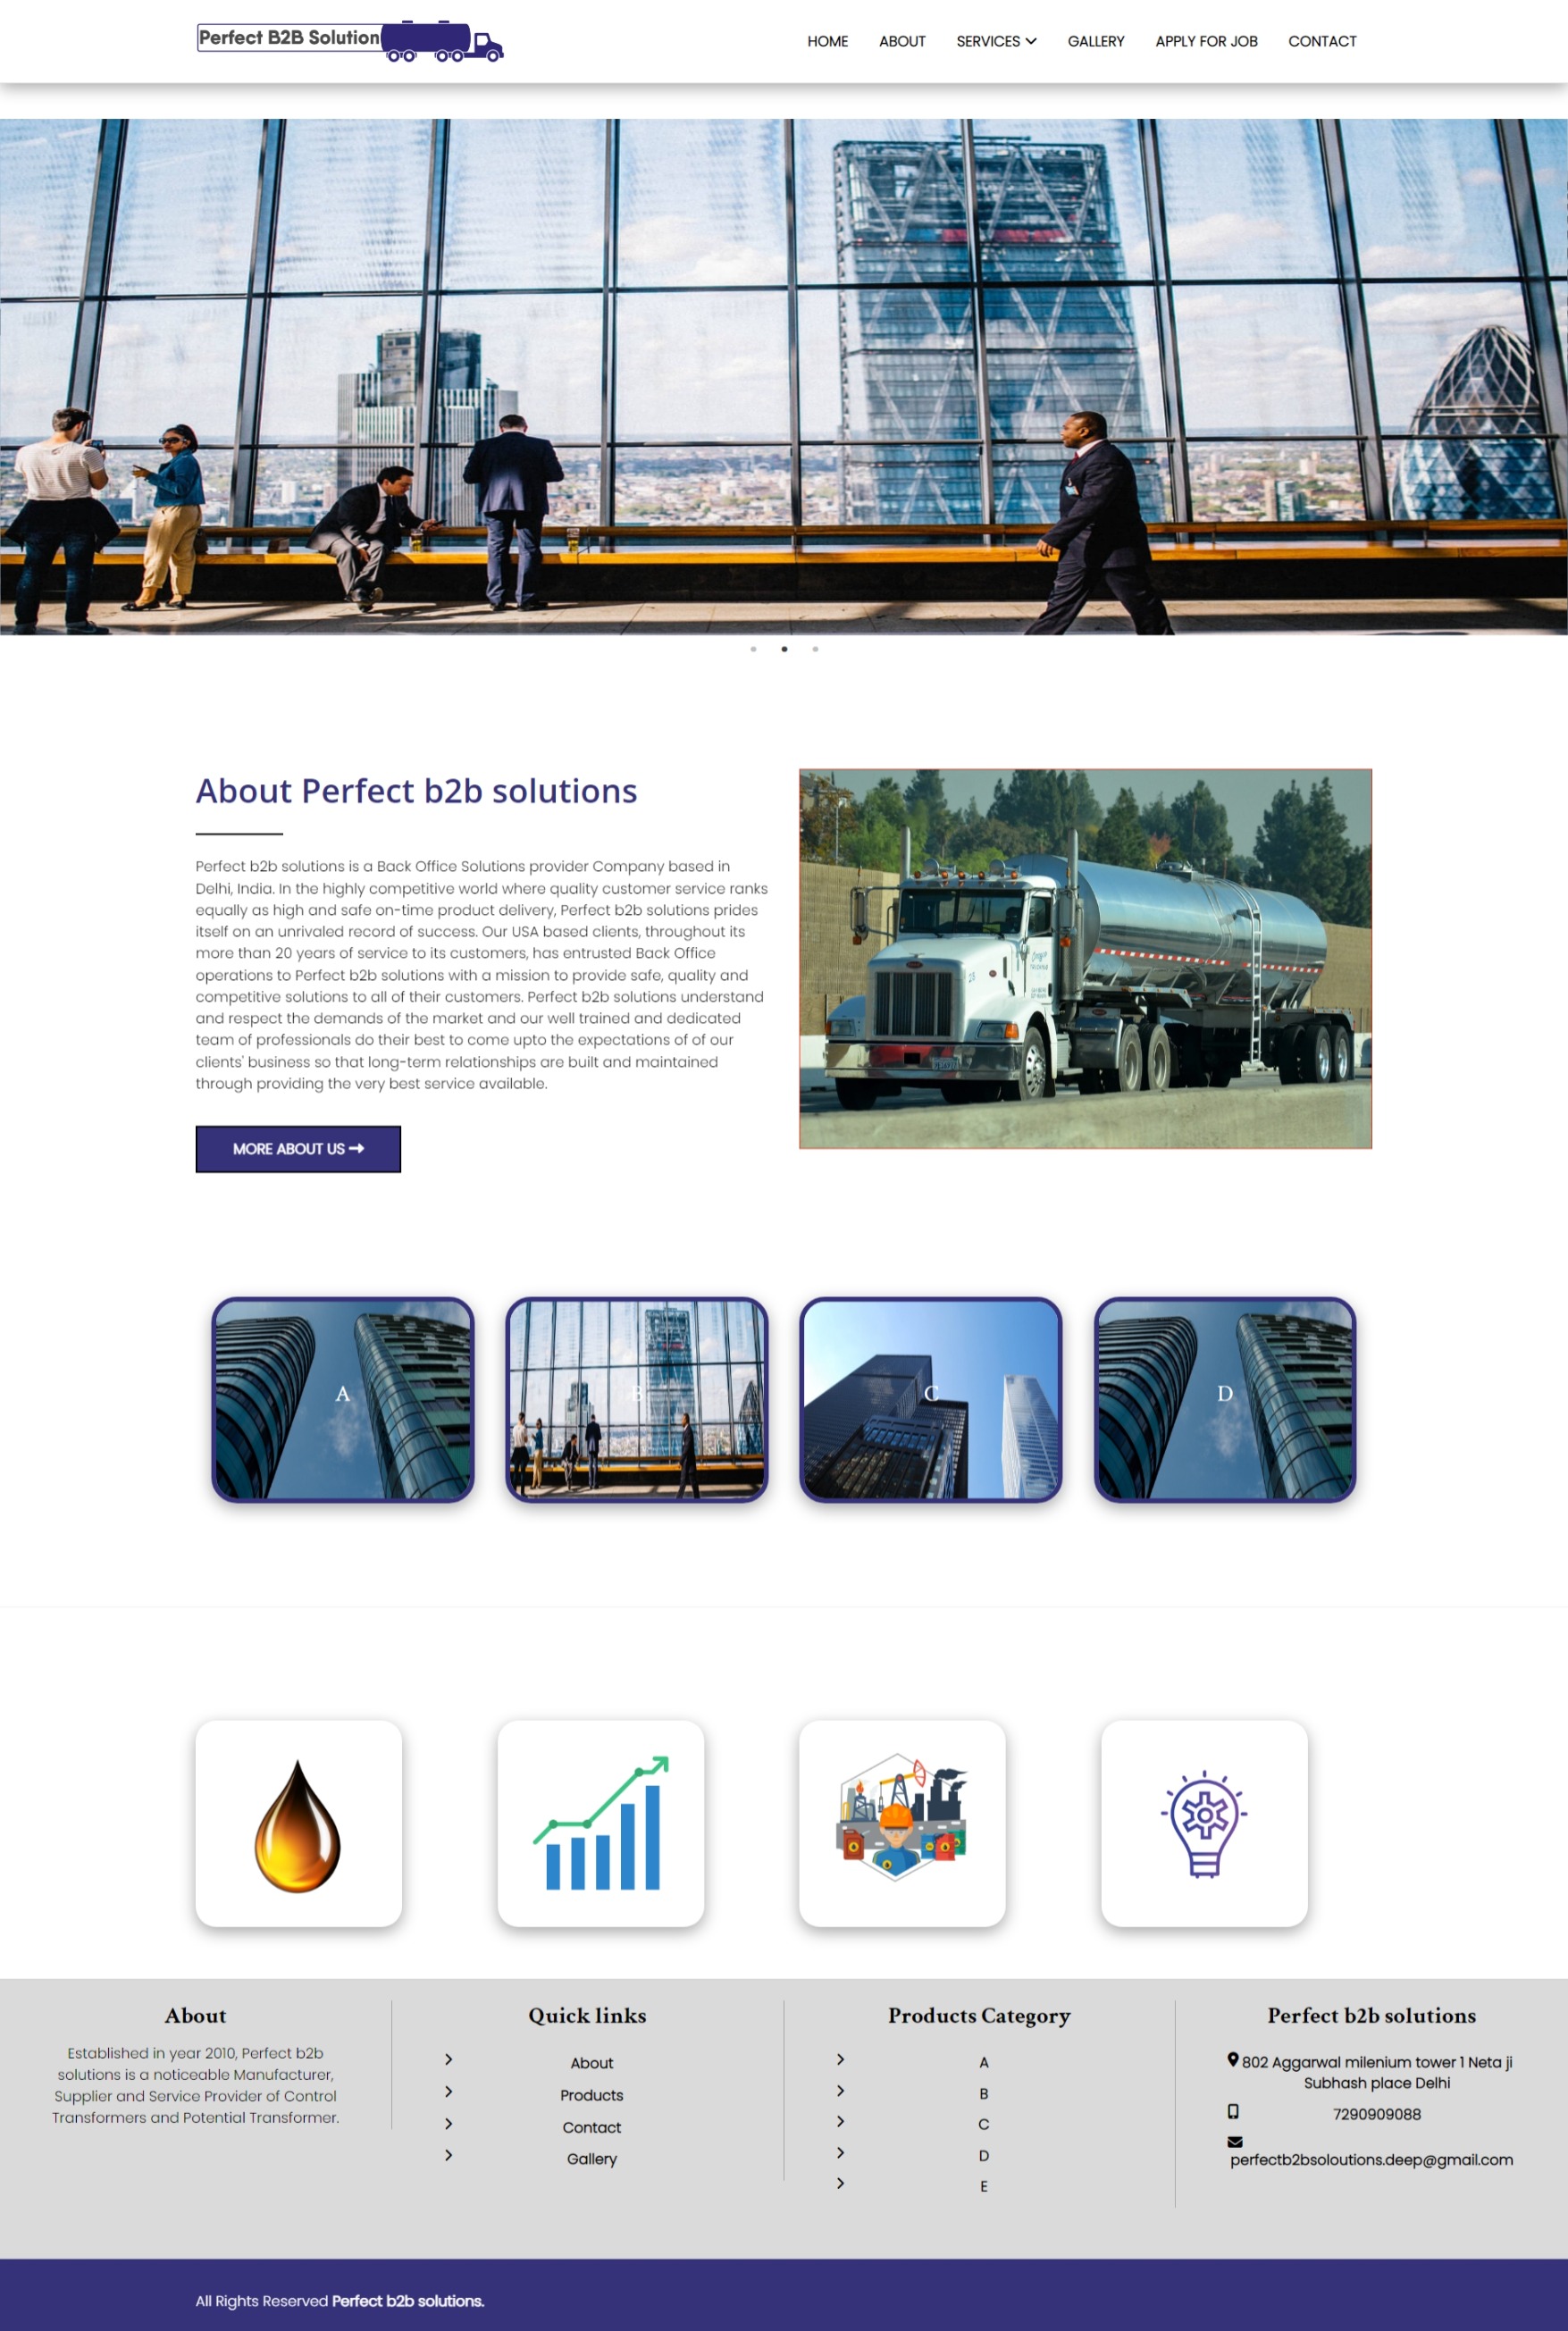 Perfect B2B Solution
HOME ABOUT SERVICES GALLERY APPLY FOR JOB CONTACT
About Perfect b2b solutions
Perfect b2b solutions is a Back Office Solutions provider Company based in
Delhi, India. In the highly competitive world where quality customer service ranks
equally as high and safe on-time product delivery, Perfect b2b solutions prides
itself on an unrivaled record of success. Our USA based clients, throughout its
more than 20 years of service to its customers, has entrusted Back Office
operations to Perfect b2b solutions with a mission to provide safe, quality and
competitive solutions to all of their customers. Perfect b2b solutions understand
and respect the demands of the market and our well trained and dedicated
team of professionals do their best to come upto the expectations of of our
clients' business so that long-term relationships are built and maintained
through providing the very best service available.
MORE ABOUT US
A
B
C
D
About
Established in year 2010, Perfect b2b
solutions is a noticeable Manufacturer,
Supplier and Service Provider of Control
Transformers and Potential Transformer.
Quick links
About
Products
Contact
Gallery
Products Category
A
B
C
D
E
Perfect b2b solutions
802 Aggarwal milenium tower 1 Neta ji
Subhash place Delhi
7290909088
perfectb2bsoloutions.deep@gmail.com
All Rights Reserved Perfect b2b solutions.